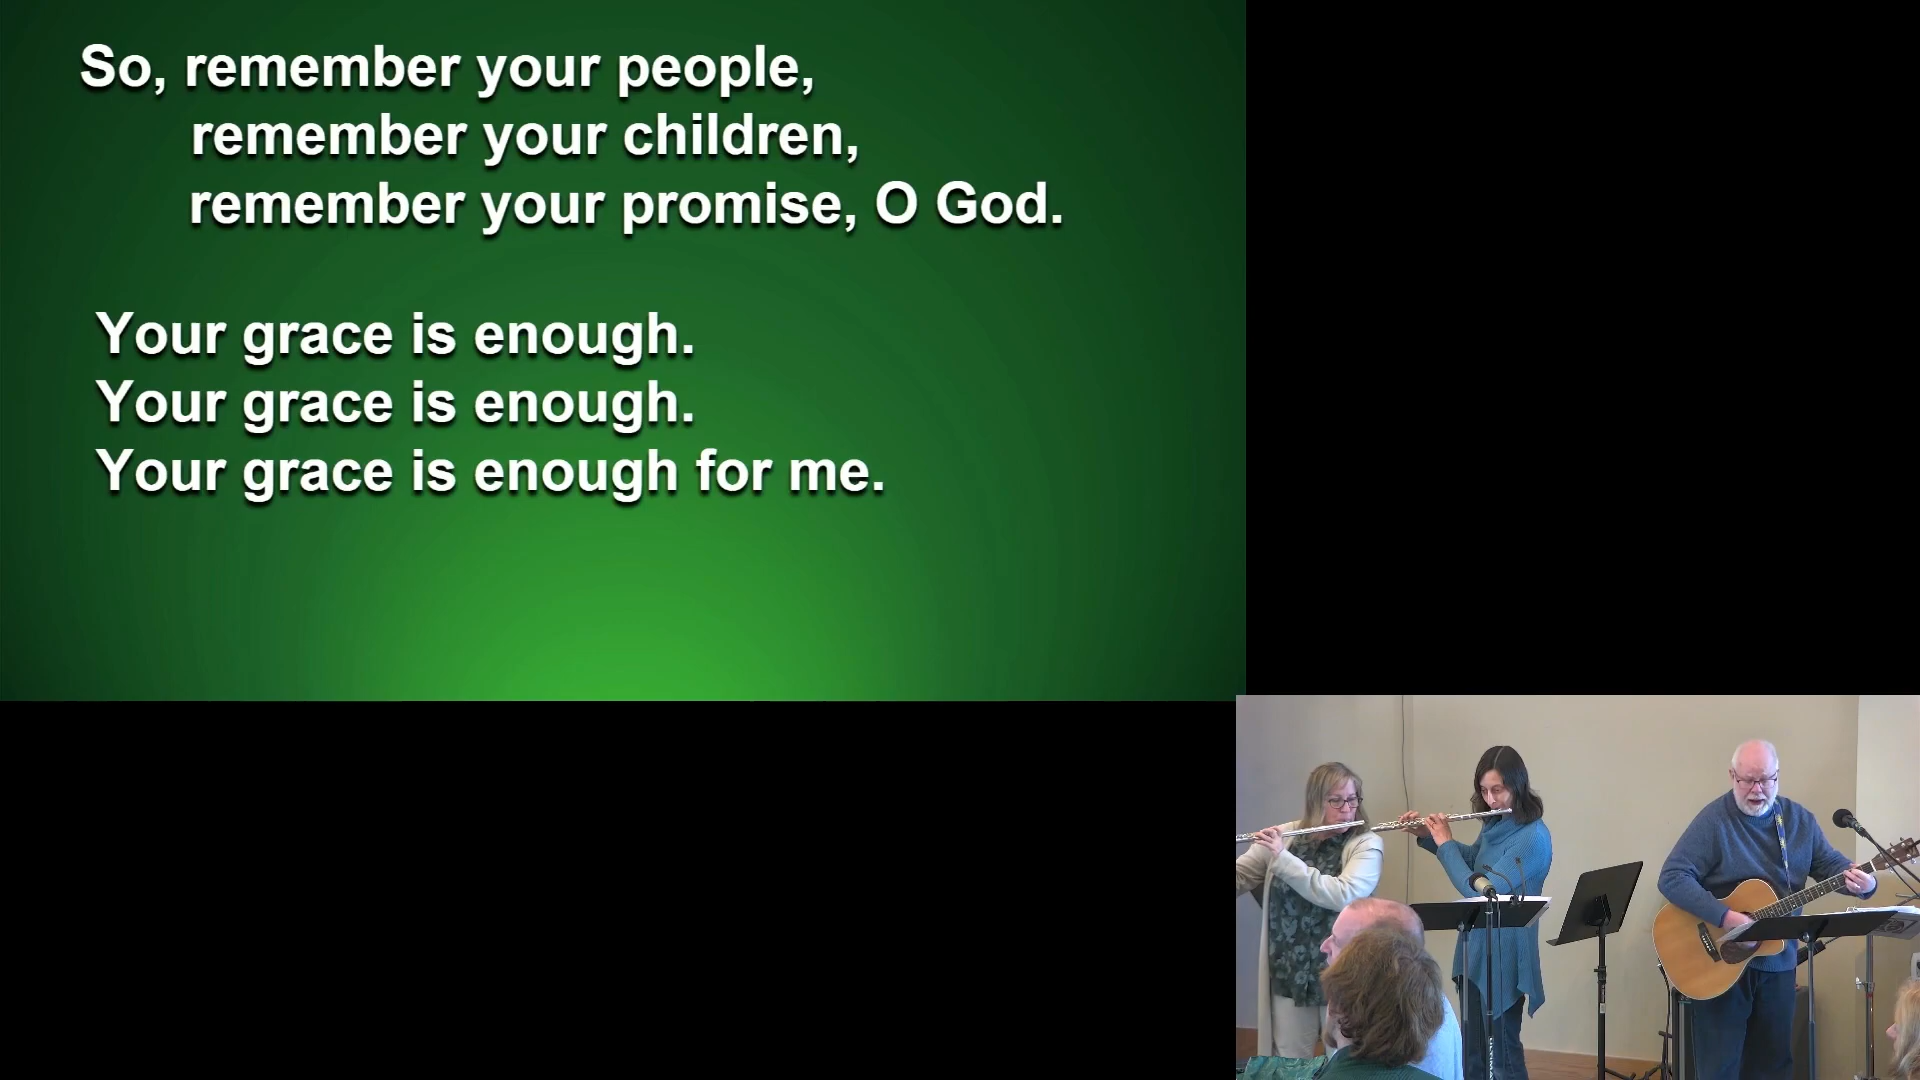 So, remember your people,
remember your children,
remember your promise, O God.
Your grace is enough.
Your grace is enough.
Your grace is enough for me.